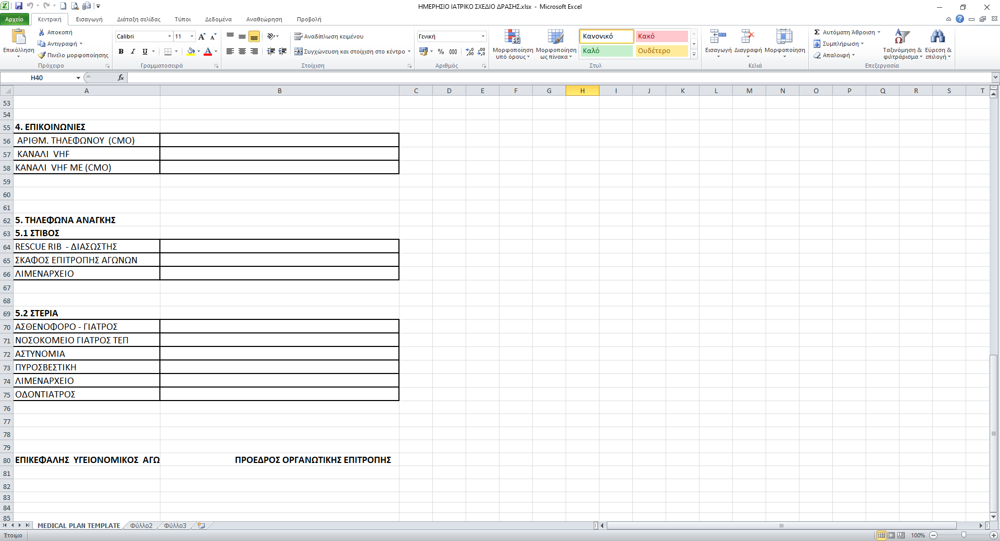 ΗΜΕΡΗΣΙΟ ΙΑΤΡΙΚΟ ΣΧΕΔΙΟ ΔΡΑΣΗΣ.xlsx - Microsoft Excel
Αρχείο Κεντρική Εισαγωγή Διάταξη σελίδας Τύποι Δεδομένα Αναθεώρηση Προβολή
Επικόλληση
Αποκοπή
Αντιγραφή
Πινέλο μορφοποίησης
Πρόχειρο
Calibri 11
B I U
Γραμματοσειρά
Αναδίπλωση κειμένου
Συγχώνευση και στοίχιση στο κέντρο
Στοίχιση
Γενική
% 000
Αριθμός
Μορφοποίηση υπό όρους
Μορφοποίηση ως πίνακα
Κανονικό Κακό
Καλό Ουδέτερο
Στυλ
Εισαγωγή Διαγραφή Μορφοποίηση
Κελιά
Αυτόματη Άθροιση
Συμπλήρωση
Απαλοιφή
Ταξινόμηση & φιλτράρισμα
Εύρεση & επιλογή
Επεξεργασία
H40 fx
A B C D E F G H I J K L M N O P Q R S T
53
54
55 4. ΕΠΙΚΟΙΝΩΝΙΕΣ
56 ΑΡΙΘΜ. ΤΗΛΕΦΩΝΟΥ (CMO)
57 ΚΑΝΑΛΙ VHF
58 ΚΑΝΑΛΙ VHF ΜΕ (CMO)
59
60
61
62 5. ΤΗΛΕΦΩΝΑ ΑΝΑΓΚΗΣ
63 5.1 ΣΤΙΒΟΣ
64 RESCUE RIB - ΔΙΑΣΩΣΤΗΣ
65 ΣΚΑΦΟΣ ΕΠΙΤΡΟΠΗΣ ΑΓΩΝΩΝ
66 ΛΙΜΕΝΑΡΧΕΙΟ
67
68
69 5.2 ΣΤΕΡΙΑ
70 ΑΣΘΕΝΟΦΟΡΟ - ΓΙΑΤΡΟΣ
71 ΝΟΣΟΚΟΜΕΙΟ ΓΙΑΤΡΟΣ ΤΕΠ
72 ΑΣΤΥΝΟΜΙΑ
73 ΠΥΡΟΣΒΕΣΤΙΚΗ
74 ΛΙΜΕΝΑΡΧΕΙΟ
75 ΟΔΟΝΤΙΑΤΡΟΣ
76
77
78
79
80 ΕΠΙΚΕΦΑΛΗΣ ΥΓΕΙΟΝΟΜΙΚΟΣ ΑΓΩ ΠΡΟΕΔΡΟΣ ΟΡΓΑΝΩΤΙΚΗΣ ΕΠΙΤΡΟΠΗΣ
81
82
83
84
85
MEDICAL PLAN TEMPLATE Φύλλο2 Φύλλο3
Έτοιμο 100%